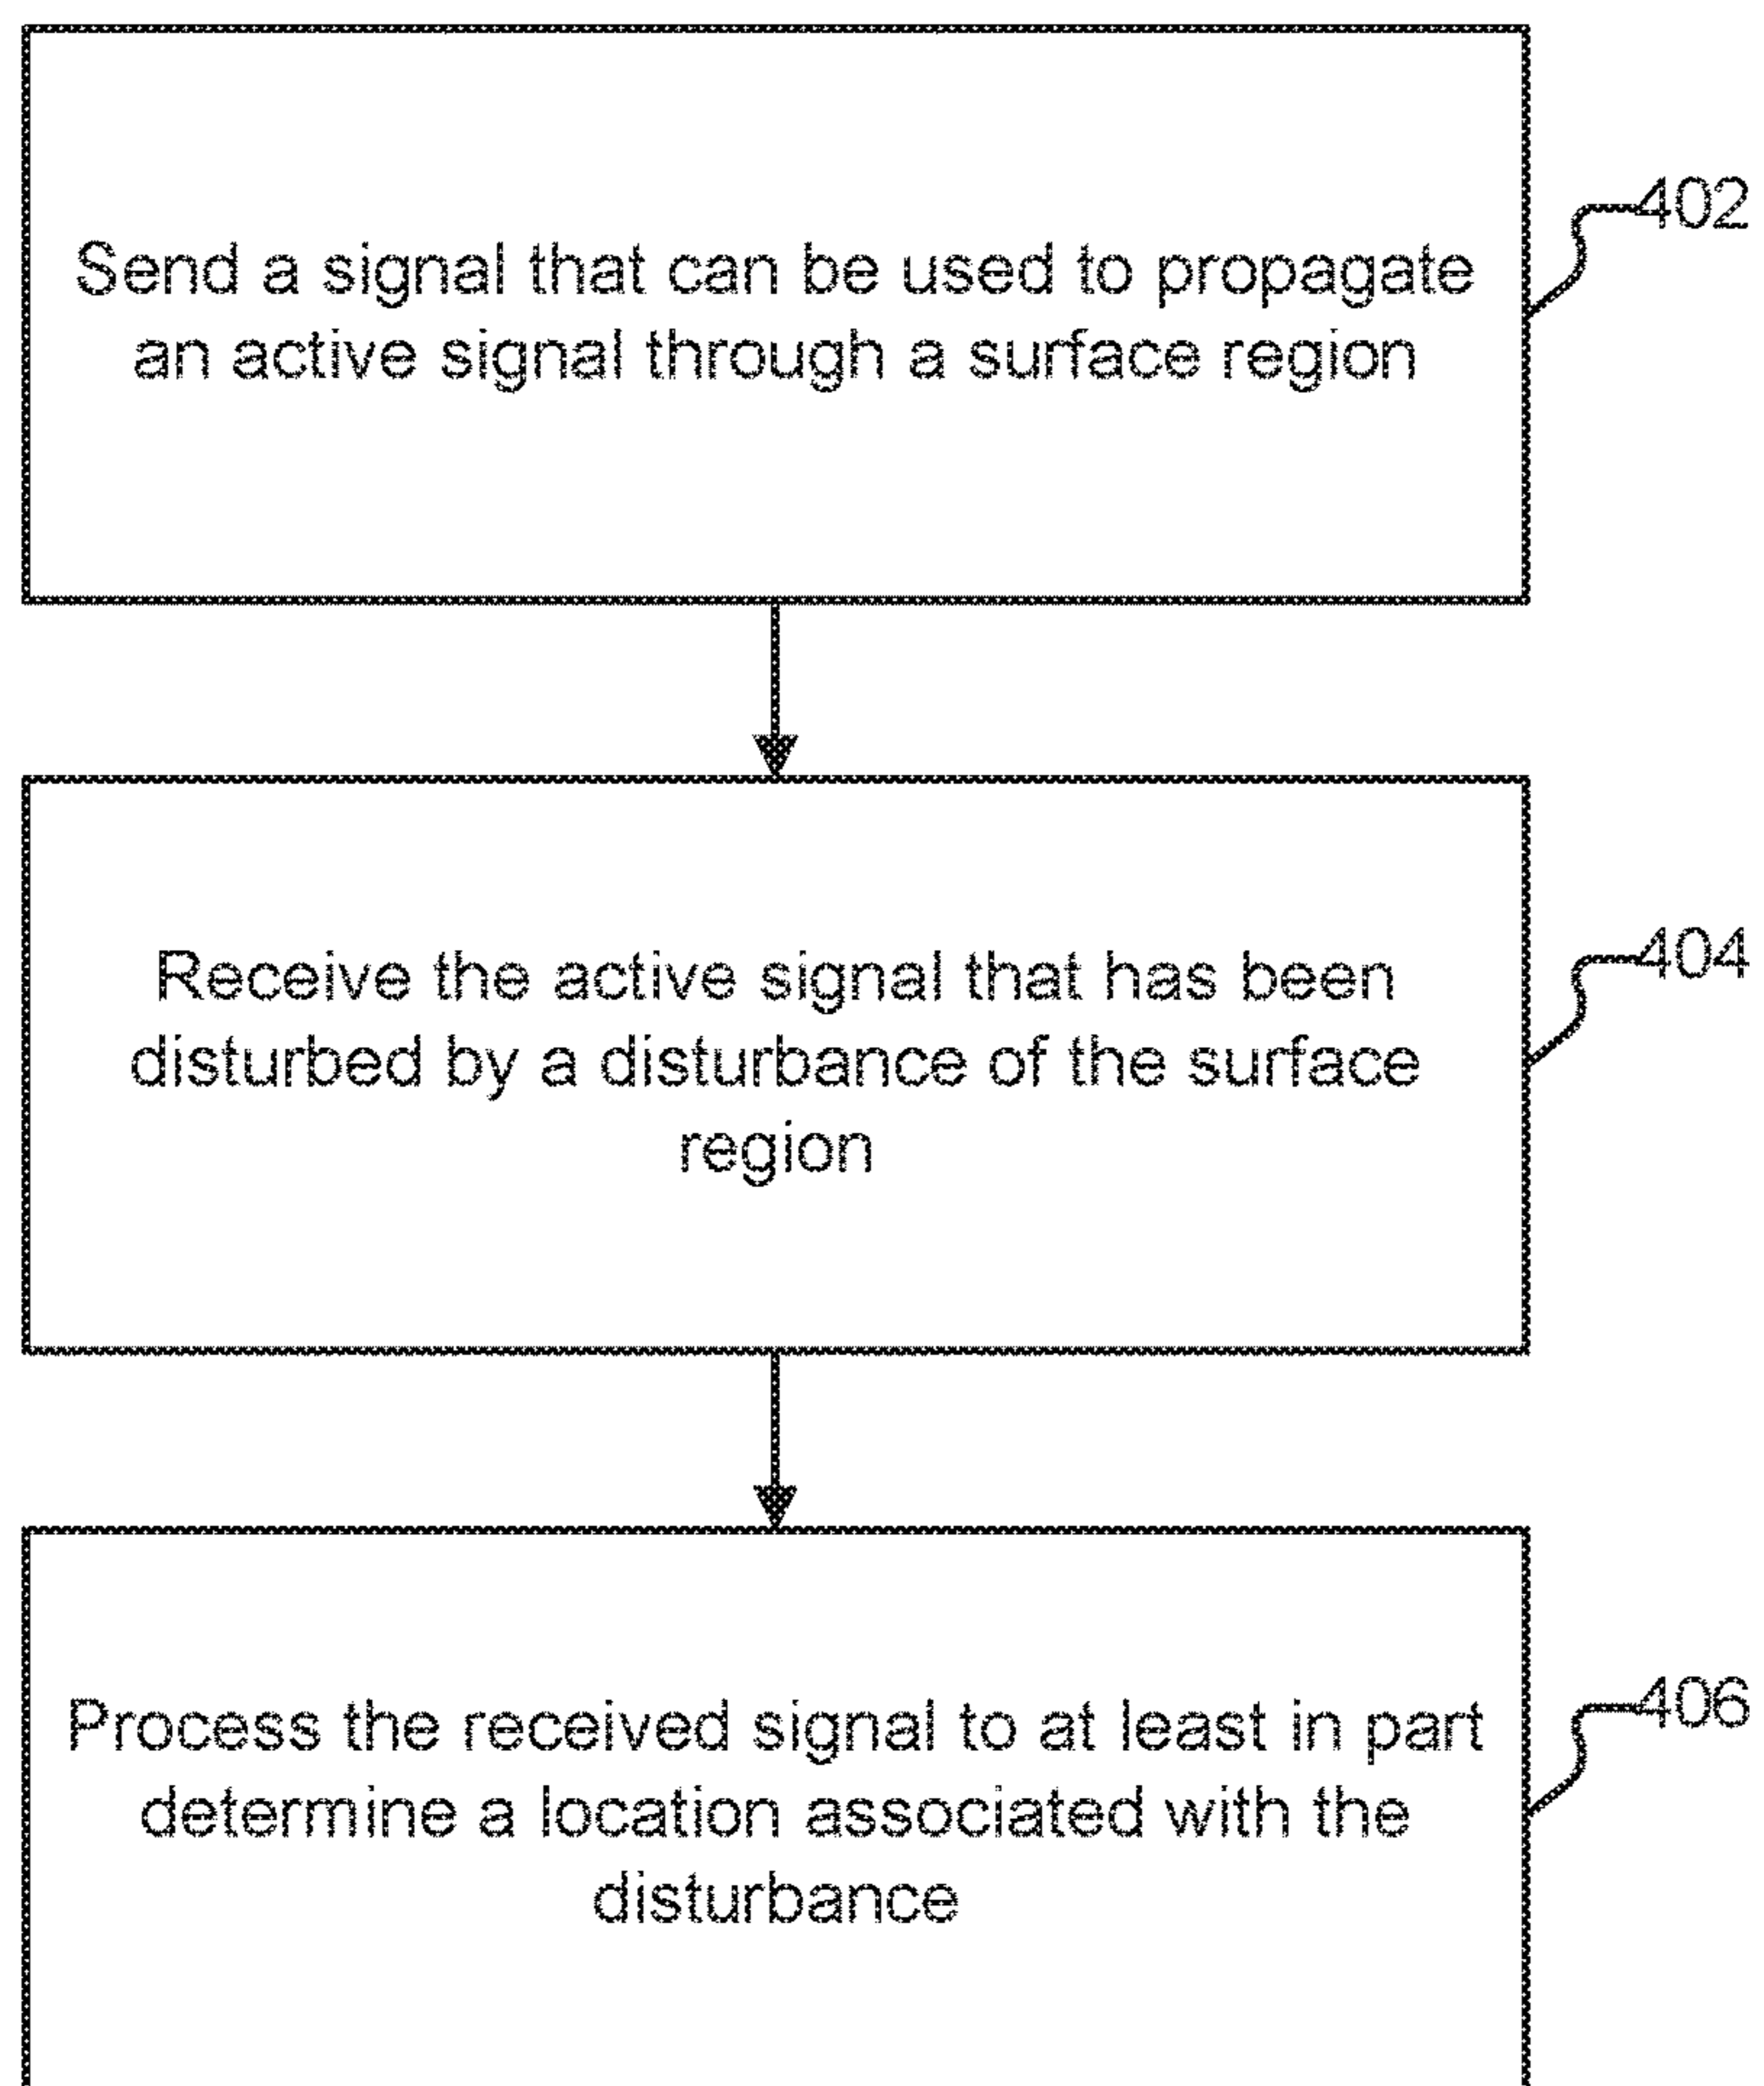 Send a signal that can be used to propagate
an active signal through a surface region
402
Receive the active signal that has been
disturbed by a disturbance of the surface
region
404
Process the received signal to at least in part
determine a location associated with the
disturbance
406